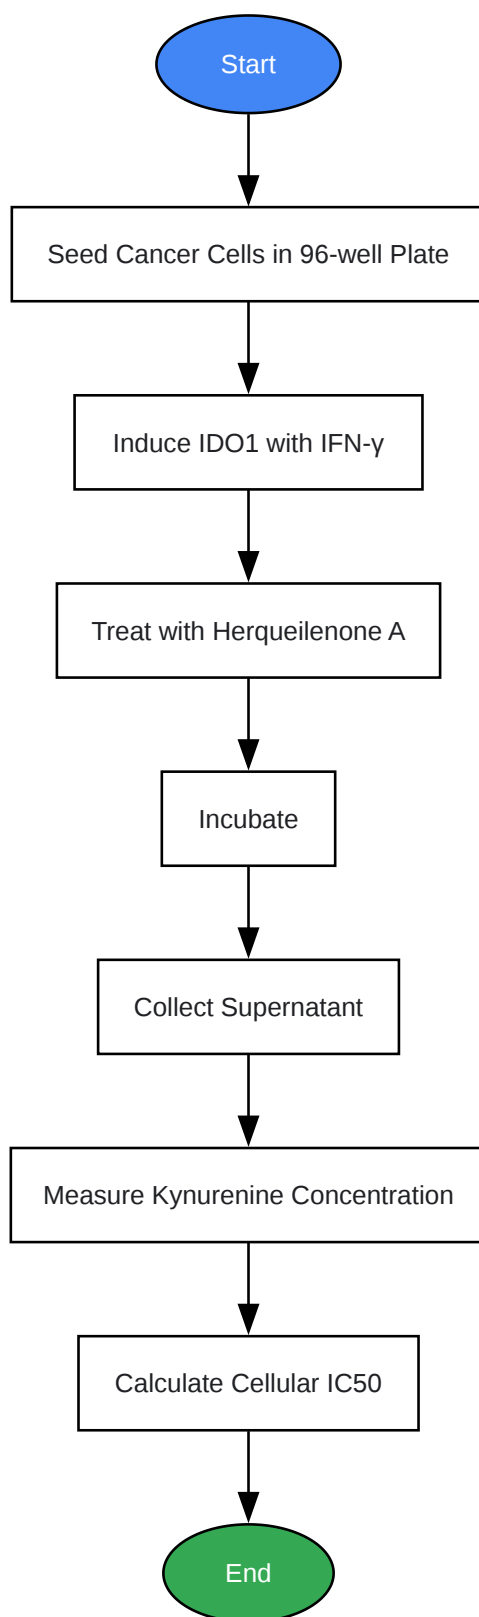 Start
Seed Cancer Cells in 96-well Plate
Induce IDO1 with IFN-γ
Treat with Herqueilenone A
Incubate
Collect Supernatant
Measure Kynurenine Concentration
Calculate Cellular IC50
End